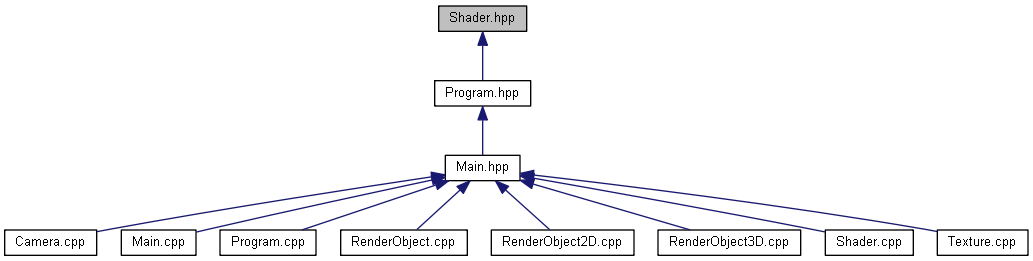 Shader.hpp
Program.hpp
Main.hpp
Camera.cpp
Main.cpp
Program.cpp
RenderObject.cpp
RenderObject2D.cpp
RenderObject3D.cpp
Shader.cpp
Texture.cpp